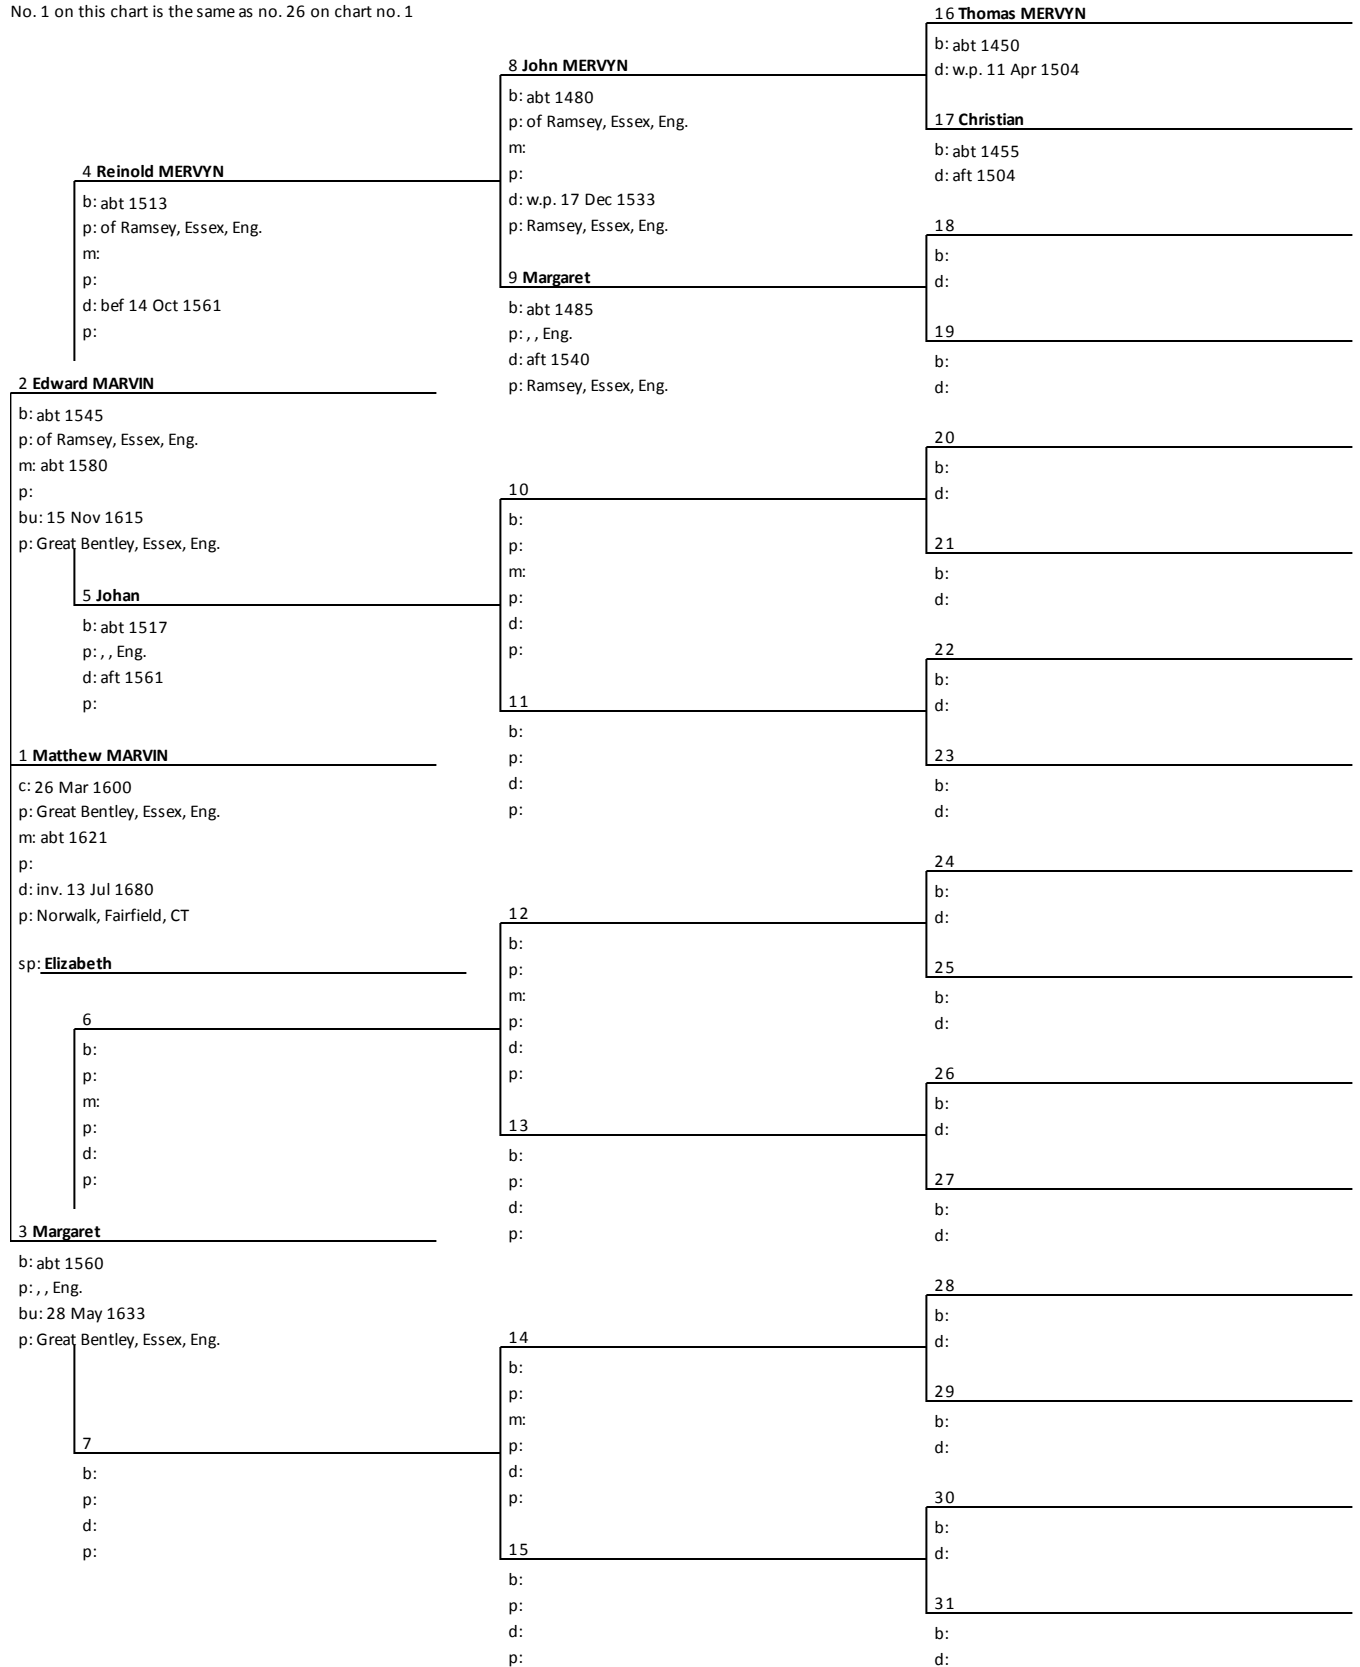 No. 1 on this chart is the same as no. 26 on chart no. 1
16 Thomas MERVYN
b: abt 1450
d: w.p. 11 Apr 1504
8 John MERVYN
b: abt 1480
p: of Ramsey, Essex, Eng.
m:
p:
d: w.p. 17 Dec 1533
p: Ramsey, Essex, Eng.
17 Christian
b: abt 1455
d: aft 1504
4 Reinold MERVYN
b: abt 1513
p: of Ramsey, Essex, Eng.
m:
p:
d: bef 14 Oct 1561
p:
18
b:
d:
9 Margaret
b: abt 1485
p: , , Eng.
d: aft 1540
p: Ramsey, Essex, Eng.
19
b:
d:
2 Edward MARVIN
b: abt 1545
p: of Ramsey, Essex, Eng.
m: abt 1580
p:
bu: 15 Nov 1615
p: Great Bentley, Essex, Eng.
20
b:
d:
10
b:
p:
m:
p:
d:
p:
21
b:
d:
5 Johan
b: abt 1517
p: , , Eng.
d: aft 1561
p:
22
b:
d:
11
b:
p:
d:
p:
23
b:
d:
1 Matthew MARVIN
c: 26 Mar 1600
p: Great Bentley, Essex, Eng.
m: abt 1621
p:
d: inv. 13 Jul 1680
p: Norwalk, Fairfield, CT
sp: Elizabeth
24
b:
d:
12
b:
p:
m:
p:
d:
p:
25
b:
d:
6
b:
p:
m:
p:
d:
p:
26
b:
d:
13
b:
p:
d:
p:
27
b:
d:
3 Margaret
b: abt 1560
p: , , Eng.
bu: 28 May 1633
p: Great Bentley, Essex, Eng.
28
b:
d:
14
b:
p:
m:
p:
d:
p:
29
b:
d:
7
b:
p:
d:
p:
30
b:
d:
15
b:
p:
d:
p:
31
b:
d: